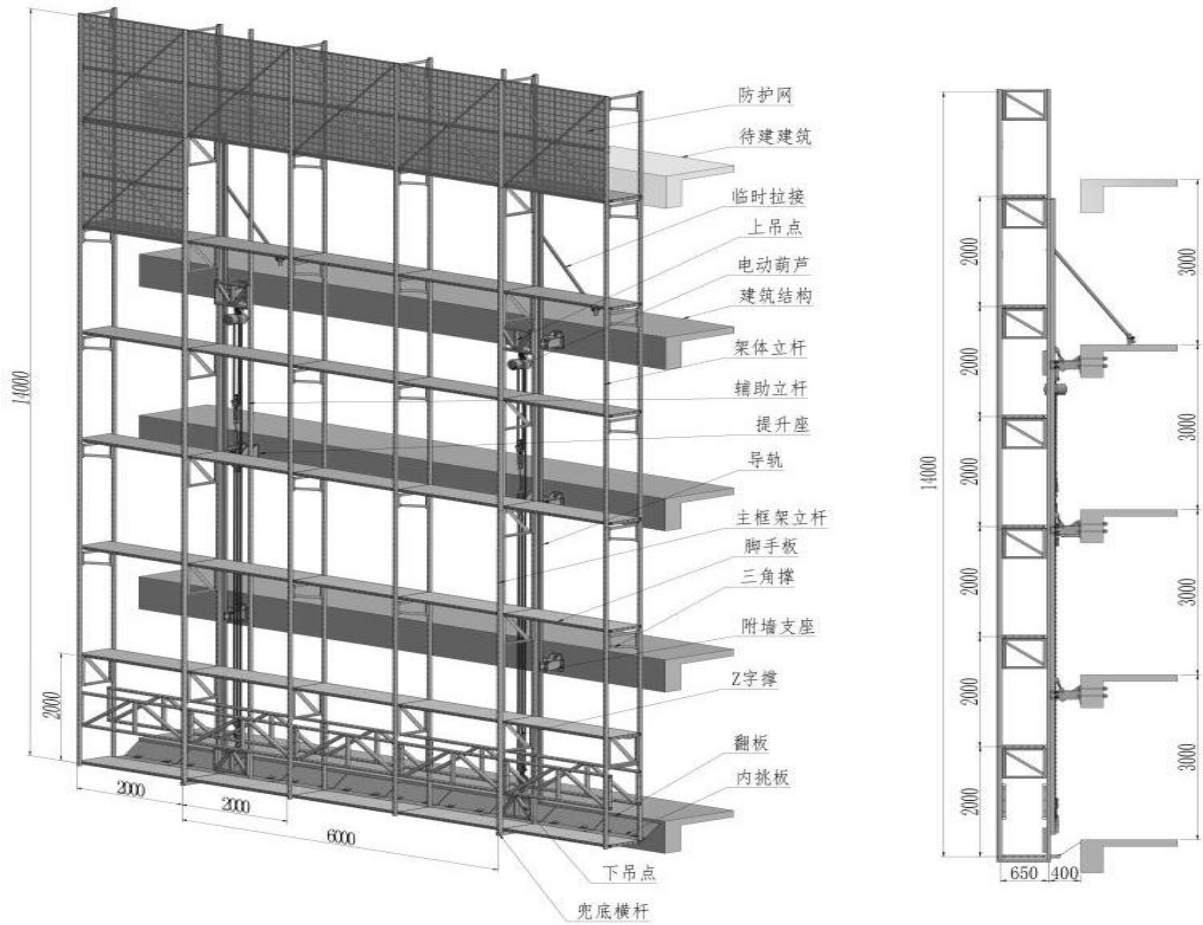 防护网
待建建筑
临时拉接
上吊点
电动葫芦
建筑结构
架体立杆
辅助立杆
提升座
导轨
主框架立杆
脚手板
三角撑
附墙支座
Z字撑
翻板
内挑板
下吊点
兜底横杆
14000
2000
2000
2000
6000
14000
2000
2000
2000
2000
2000
2000
3000
3000
3000
3000
650
400